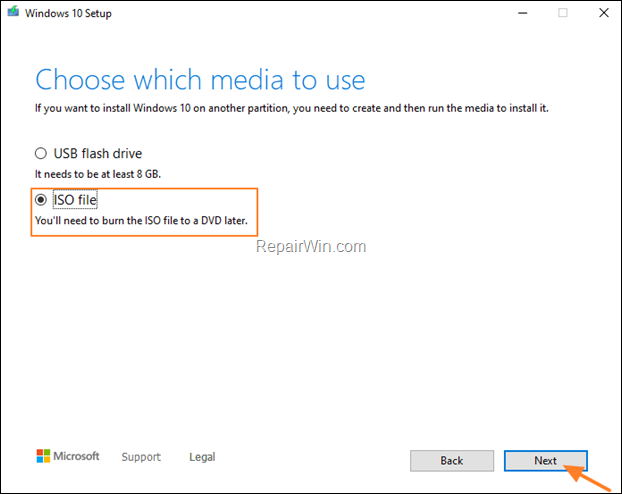 Windows 10 Setup
Choose which media to use
If you want to install Windows 10 on another partition, you need to create and then run the media to install it.
USB flash drive
It needs to be at least 8 GB.
ISO file
You'll need to burn the ISO file to a DVD later.
RepairWin.com
Microsoft Support Legal Back Next